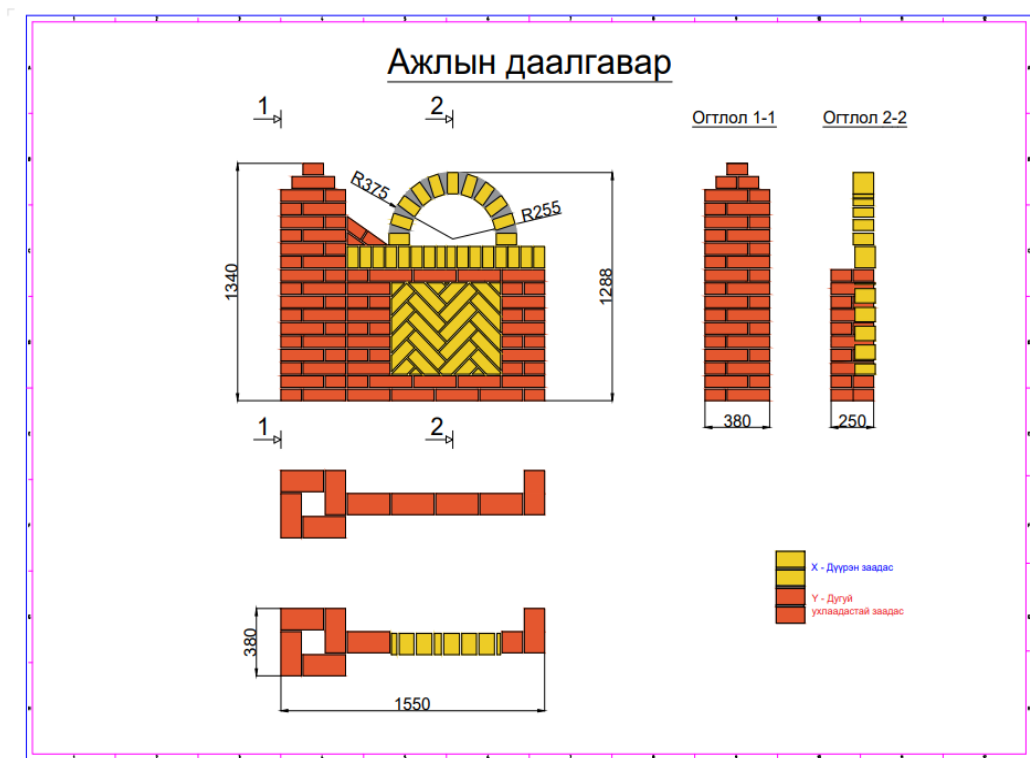 Ажлын даалгавар
1
2
Огтлол 1-1
Огтлол 2-2
R375
R255
1340
1288
380
250
1
2
X - Дүүрэн заадас
Y - Дугуй
ухлаадастай заадас
380
1550